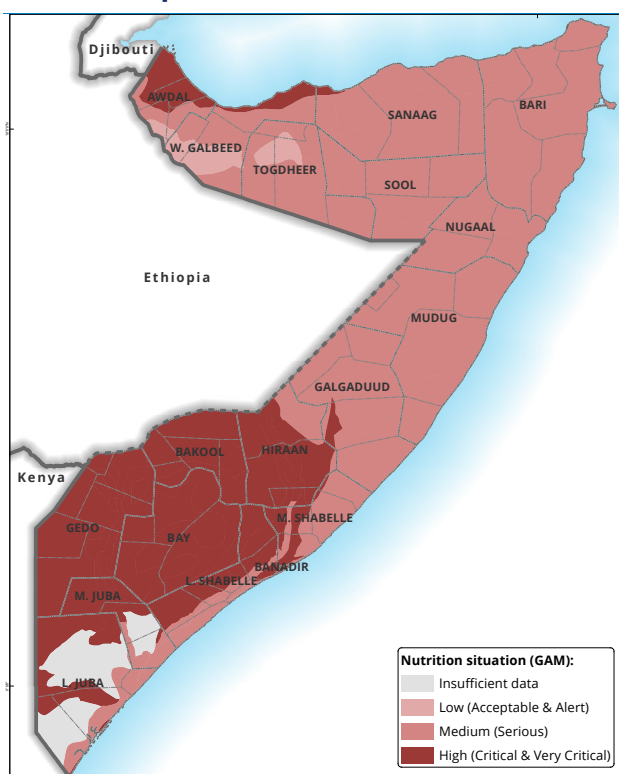 Djibouti
AWDAL
SANAAG
BARI
W. GALBEED
TOGDHEER
SOOL
NUGAAL
Ethiopia
MUDUG
GALGADUUD
BAKOOL
HIRAAN
Kenya
GEDO
BAY
M. SHABELLE
BANADIR
L. SHABELLE
M. JUBA
L. JUBA
Nutrition situation (GAM):
Insufficient data
Low (Acceptable & Alert)
Medium (Serious)
High (Critical & Very Critical)